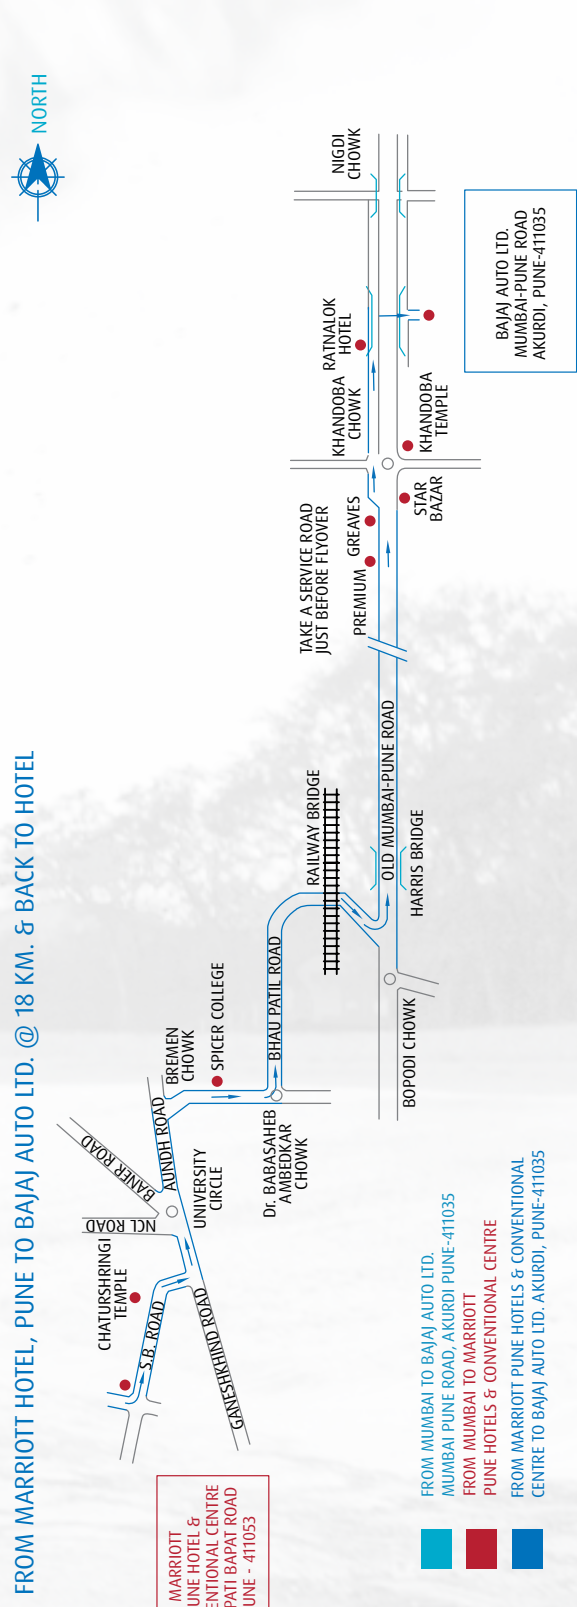 FROM MARRIOTT HOTEL, PUNE TO BAJAJ AUTO LTD. @ 18 KM. & BACK TO HOTEL
NORTH
MARRIOTT
UNE HOTEL &
ENTIONAL CENTRE
PATI BAPAT ROAD
UNE - 411053
CHATURSHRINGI
TEMPLE
S.B. ROAD
GANESHKHIND ROAD
NCL ROAD
BANER ROAD
UNIVERSITY
CIRCLE
AUNDH ROAD
BREMEN
CHOWK
SPICER COLLEGE
Dr. BABASAHEB
AMBEDKAR
CHOWK
BHAU PATIL ROAD
RAILWAY BRIDGE
BOPODI CHOWK
HARRIS BRIDGE
OLD MUMBAI-PUNE ROAD
TAKE A SERVICE ROAD
JUST BEFORE FLYOVER
PREMIUM
GREAVES
STAR
BAZAR
KHANDOBA
CHOWK
KHANDOBA
TEMPLE
RATNALOK
HOTEL
NIGDI
CHOWK
BAJAJ AUTO LTD.
MUMBAI-PUNE ROAD
AKURDI, PUNE-411035
FROM MUMBAI TO BAJAJ AUTO LTD.
MUMBAI PUNE ROAD, AKURDI PUNE-411035
FROM MUMBAI TO MARRIOTT
PUNE HOTELS & CONVENTIONAL CENTRE
FROM MARRIOTT PUNE HOTELS & CONVENTIONAL
CENTRE TO BAJAJ AUTO LTD. AKURDI, PUNE-411035